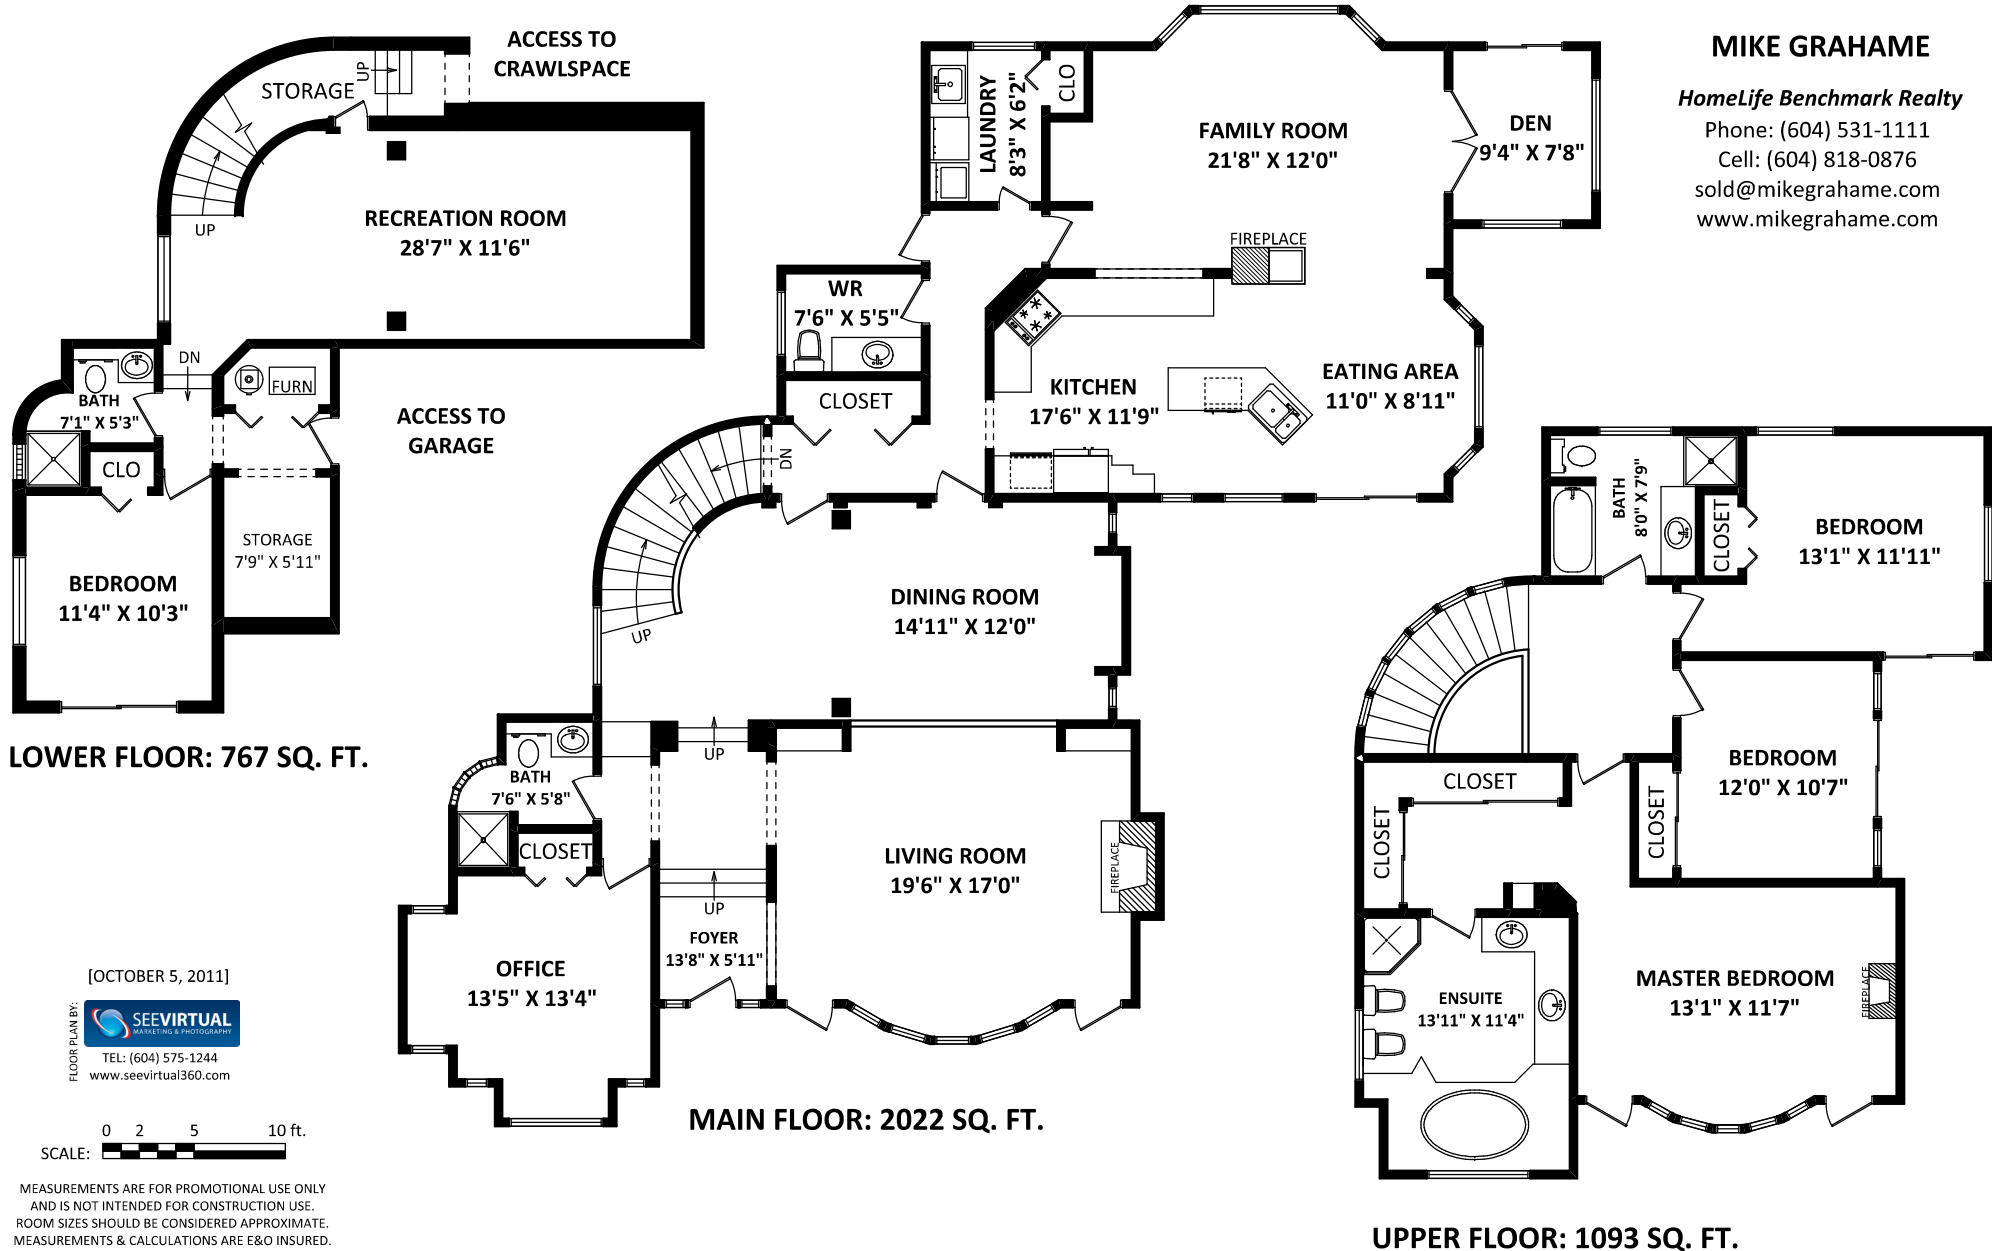 ACCESS TO
CRAWLSPACE
STORAGE
UP
UP
RECREATION ROOM
28'7" X 11'6"
DN
FURN
BATH
7'1" X 5'3"
CLO
ACCESS TO
GARAGE
STORAGE
7'9" X 5'11"
BEDROOM
11'4" X 10'3"
LOWER FLOOR: 767 SQ. FT.
LAUNDRY
8'3" X 6'2"
CLO
FAMILY ROOM
21'8" X 12'0"
DEN
9'4" X 7'8"
FIREPLACE
WR
7'6" X 5'5"
CLOSET
KITCHEN
17'6" X 11'9"
EATING AREA
11'0" X 8'11"
DN
UP
DINING ROOM
14'11" X 12'0"
UP
BATH
7'6" X 5'8"
CLOSET
LIVING ROOM
19'6" X 17'0"
FIREPLACE
UP
FOYER
13'8" X 5'11"
OFFICE
13'5" X 13'4"
MAIN FLOOR: 2022 SQ. FT.
MIKE GRAHAME
HomeLife Benchmark Realty
Phone: (604) 531-1111
Cell: (604) 818-0876
sold@mikegrahame.com
www.mikegrahame.com
BATH
8'0" X 7'9"
CLOSET
BEDROOM
13'1" X 11'11"
BEDROOM
12'0" X 10'7"
CLOSET
CLOSET
CLOSET
MASTER BEDROOM
13'1" X 11'7"
FIREPLACE
ENSUITE
13'11" X 11'4"
UPPER FLOOR: 1093 SQ. FT.
[OCTOBER 5, 2011]
FLOOR PLAN BY:
SEEVIRTUAL
MARKETING & PHOTOGRAPHY
TEL: (604) 575-1244
www.seevirtual360.com
0 2 5 10 ft.
SCALE:
MEASUREMENTS ARE FOR PROMOTIONAL USE ONLY
AND IS NOT INTENDED FOR CONSTRUCTION USE.
ROOM SIZES SHOULD BE CONSIDERED APPROXIMATE.
MEASUREMENTS & CALCULATIONS ARE E&O INSURED.